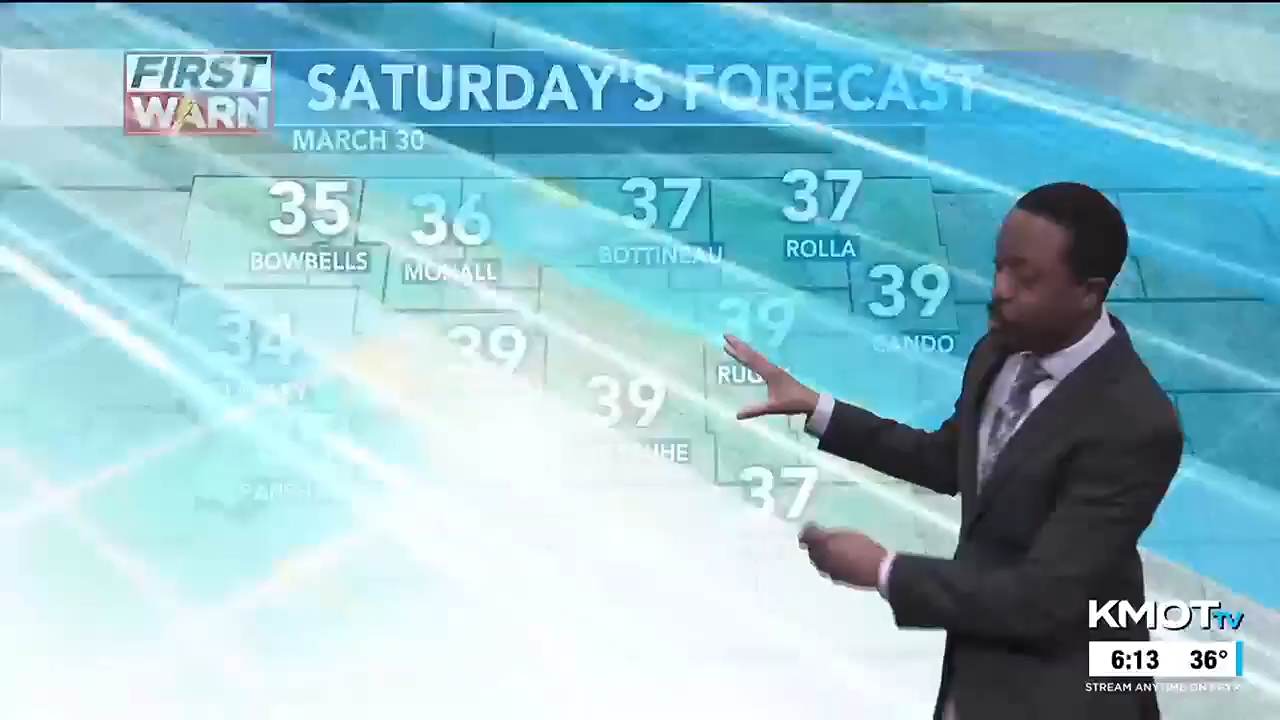 FIRST
WARN
SATURDAY'S FORECAST
MARCH 30
35
36
37
37
BOWBELLS
MOHALL
BOTTINEAU
ROLLA
39
39
CANDO
34
39
RUG
39
37
KMOT TV
6:13 36°
STREAM ANYTIME ON